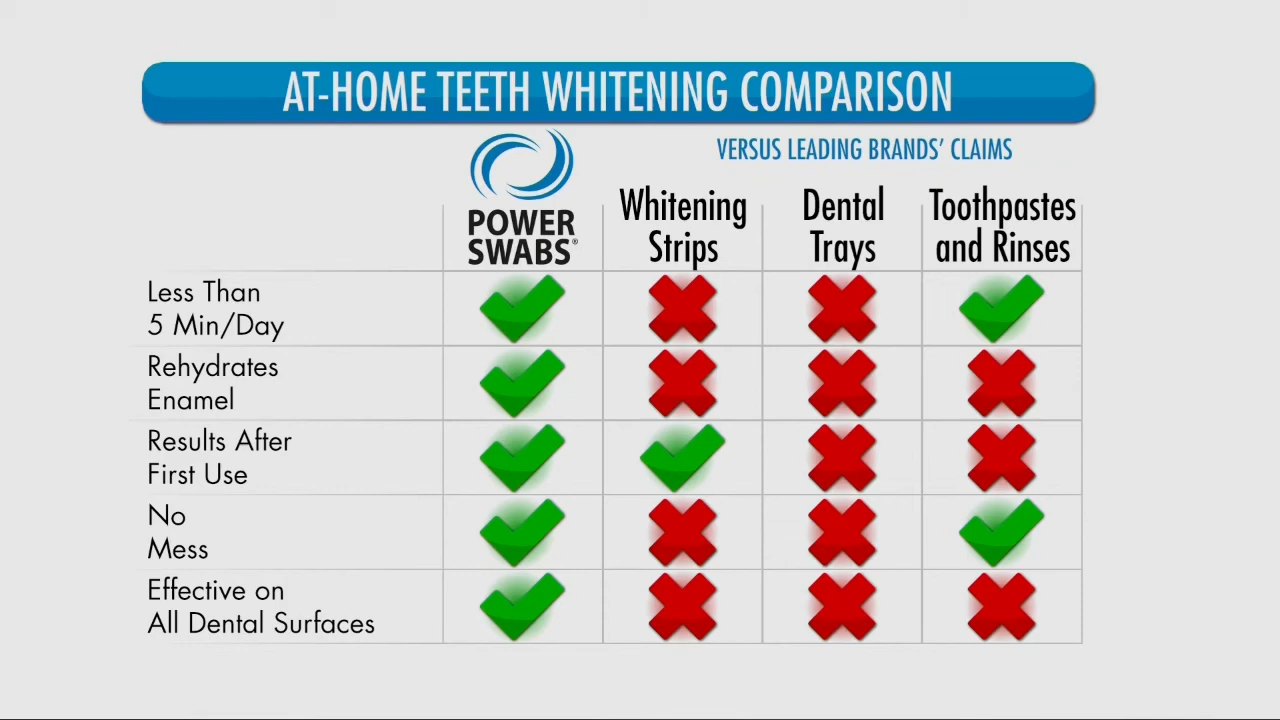 AT-HOME TEETH WHITENING COMPARISON
VERSUS LEADING BRANDS' CLAIMS
POWER
SWABS®
Whitening
Strips
Dental
Trays
Toothpastes
and Rinses
Less Than
5 Min/Day
Rehydrates
Enamel
Results After
First Use
No
Mess
Effective on
All Dental Surfaces